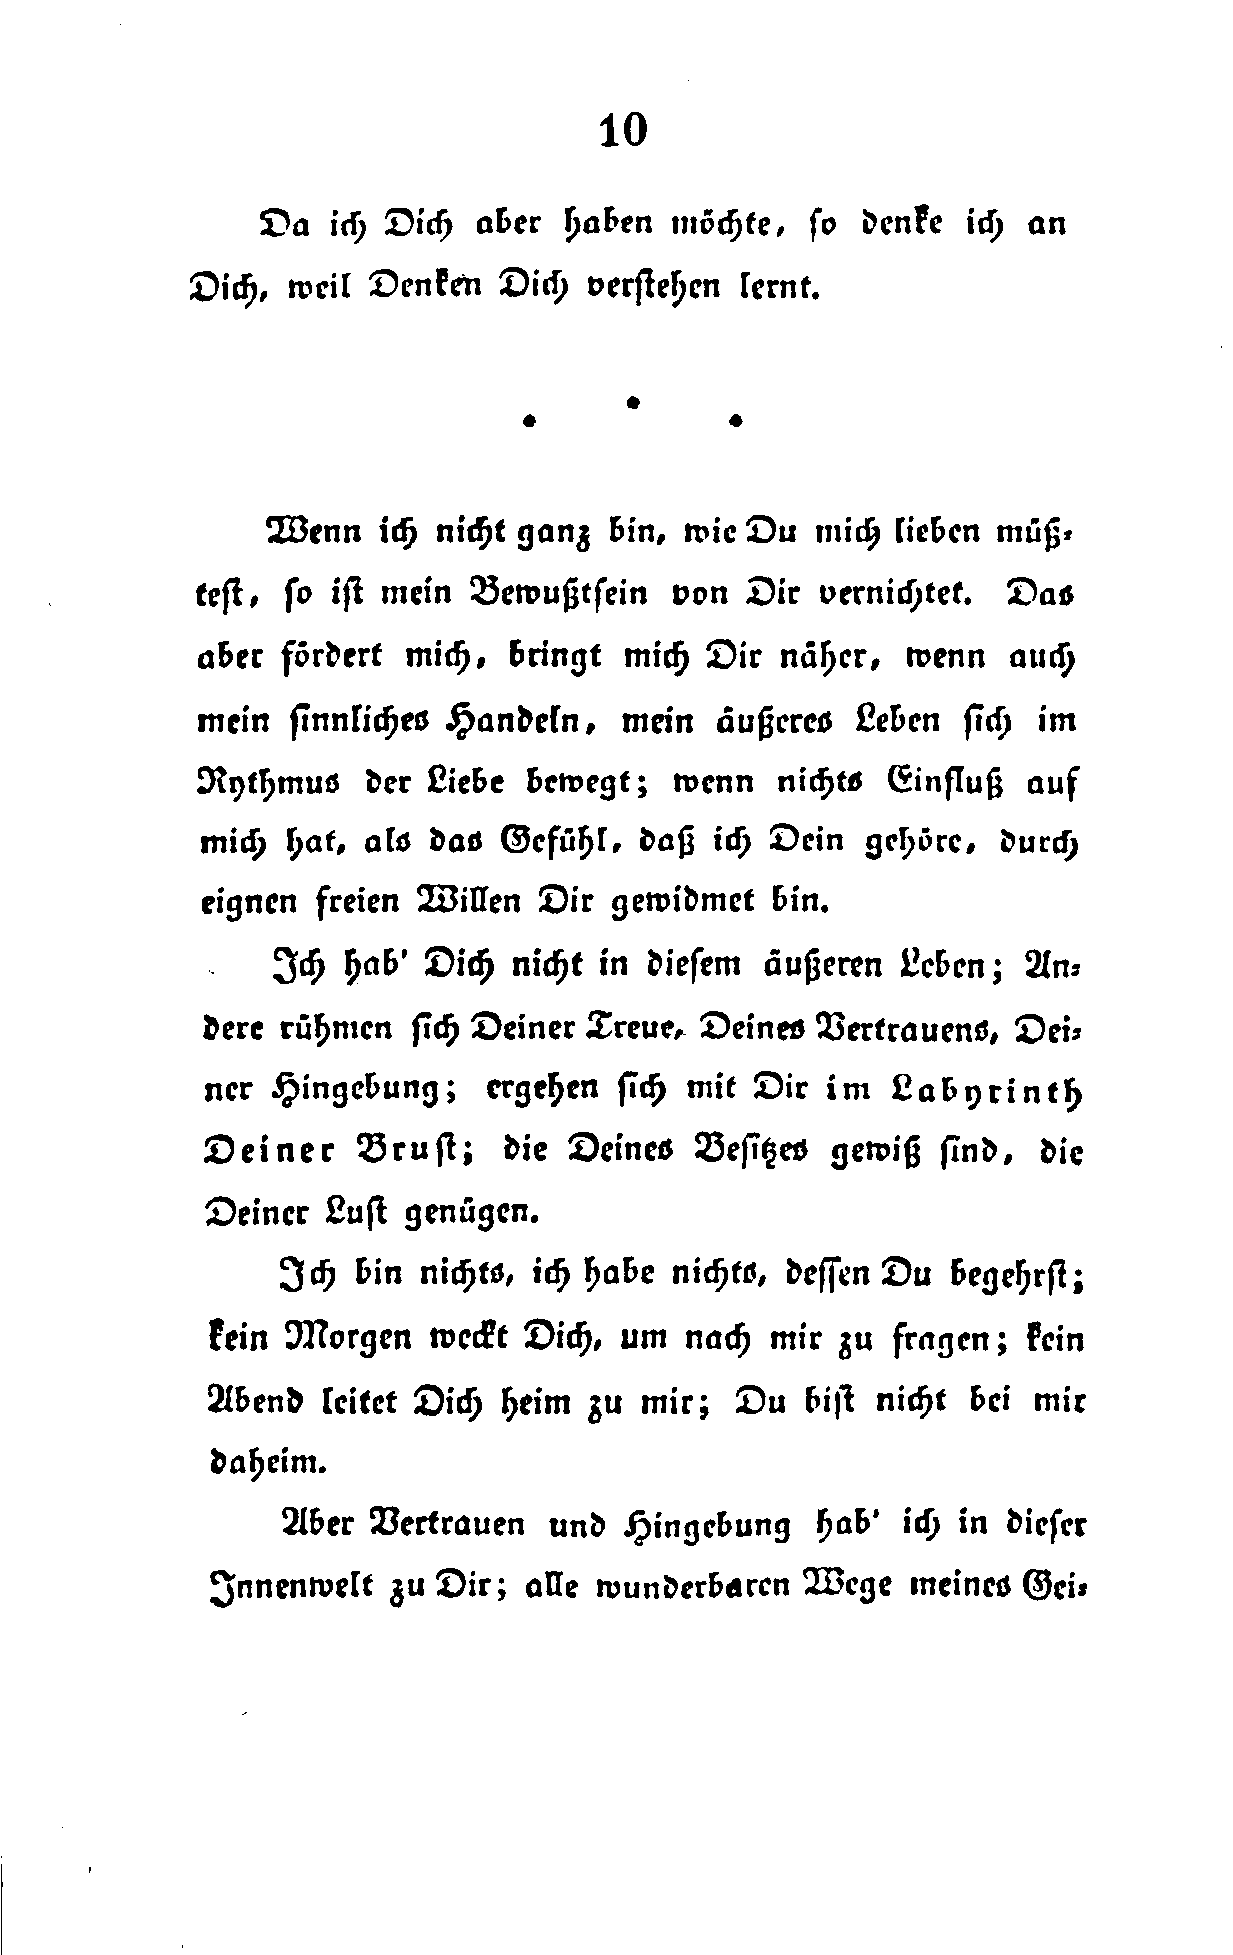 10
Da ich Dich aber haben möchte, so denke ich an
Dich, weil Denken Dich verstehen lernt.
Wenn ich nicht ganz bin, wie Du mich lieben müß-
test, so ist mein Bewußtsein von Dir vernichtet. Das
aber fördert mich, bringt mich Dir näher, wenn auch
mein sinnliches Handeln, mein äußeres Leben sich im
Rythmus der Liebe bewegt; wenn nichts Einfluß auf
mich hat, als das Gefühl, daß ich Dein gehöre, durch
eignen freien Willen Dir gewidmet bin.
Ich hab' Dich nicht in diesem äußeren Leben; An-
dere rühmen sich Deiner Treue, Deines Vertrauens, Dei-
ner Hingebung; ergehen sich mit Dir im Labyrinth
Deiner Brust; die Deines Besitzes gewiß sind, die
Deiner Lust genügen.
Ich bin nichts, ich habe nichts, dessen Du begehrst;
kein Morgen weckt Dich, um nach mir zu fragen; kein
Abend leitet Dich heim zu mir; Du bist nicht bei mir
daheim.
Aber Vertrauen und Hingebung hab' ich in dieser
Innenwelt zu Dir; alle wunderbaren Wege meines Gei-